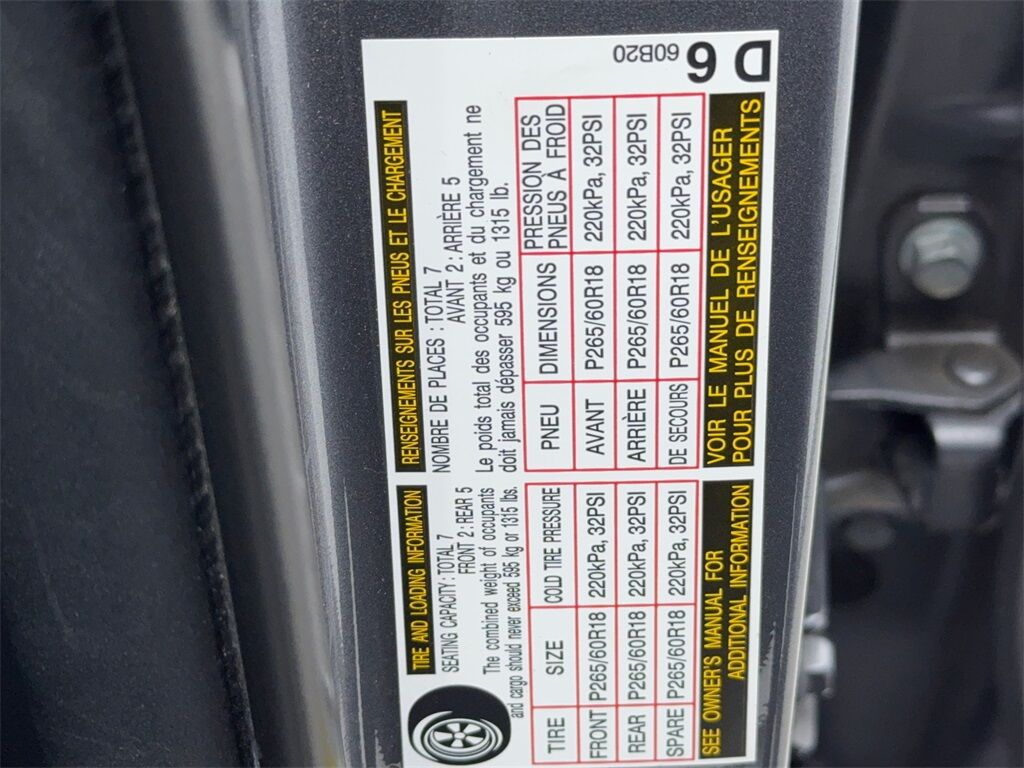 TIRE AND LOADING INFORMATION
SEATING CAPACITY: TOTAL 7
FRONT 2: REAR 5
The combined weight of occupants
and cargo should never exceed 595 kg or 1315 lbs.
TIRE SIZE COLD TIRE PRESSURE
FRONT P265/60R18 220kPa, 32PSI
REAR P265/60R18 220kPa, 32PSI
SPARE P265/60R18 220kPa, 32PSI
SEE OWNER'S MANUAL FOR
ADDITIONAL INFORMATION
RENSEIGNEMENTS SUR LES PNEUS ET LE CHARGEMENT
NOMBRE DE PLACES : TOTAL 7
AVANT 2 : ARRIÈRE 5
Le poids total des occupants et du chargement ne
doit jamais dépasser 595 kg ou 1315 lb.
PNEU DIMENSIONS PRESSION DES
PNEUS À FROID
AVANT P265/60R18 220kPa, 32PSI
ARRIÈRE P265/60R18 220kPa, 32PSI
DE SECOURS P265/60R18 220kPa, 32PSI
VOIR LE MANUEL DE L'USAGER
POUR PLUS DE RENSEIGNEMENTS
60B20
D 6